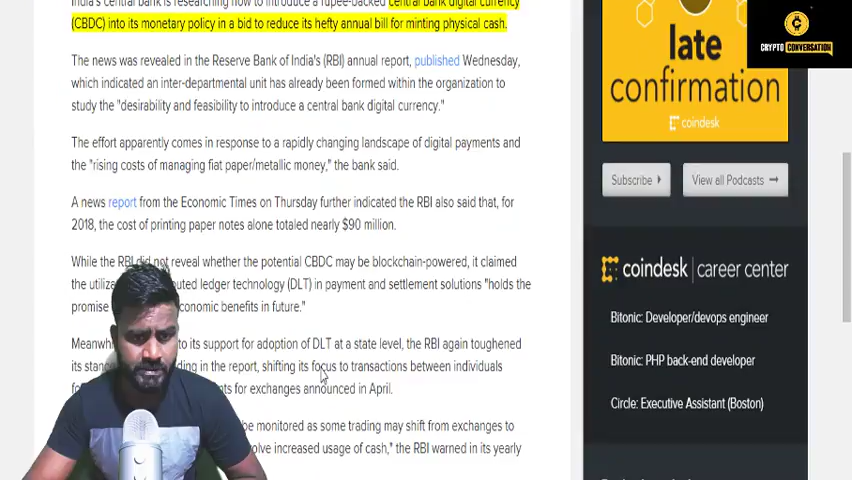 India's central bank is researching how to introduce a rupee-backed central bank digital currency
(CBDC) into its monetary policy in a bid to reduce its hefty annual bill for minting physical cash.
The news was revealed in the Reserve Bank of India's (RBI) annual report, published Wednesday,
which indicated an inter-departmental unit has already been formed within the organization to
study the "desirability and feasibility to introduce a central bank digital currency."
The effort apparently comes in response to a rapidly changing landscape of digital payments and
the "rising costs of managing fiat paper/metallic money," the bank said.
A news report from the Economic Times on Thursday further indicated the RBI also said that, for
2018, the cost of printing paper notes alone totaled nearly $90 million.
While the RBI did not reveal whether the potential CBDC may be blockchain-powered, it claimed
the ledger technology (DLT) in payment and settlement solutions "holds the
promise economic benefits in future."
to its support for adoption of DLT at a state level, the RBI again toughened
its in the report, shifting its focus to transactions between individuals
for exchanges announced in April.
be monitored as some trading may shift from exchanges to
increased usage of cash," the RBI warned in its yearly
late
confirmation
coindesk
Subscribe
View all Podcasts →
coindesk | career center
Bitonic: Developer/devops engineer
Bitonic: PHP back-end developer
Circle: Executive Assistant (Boston)
CRYPTO CONVERSATION